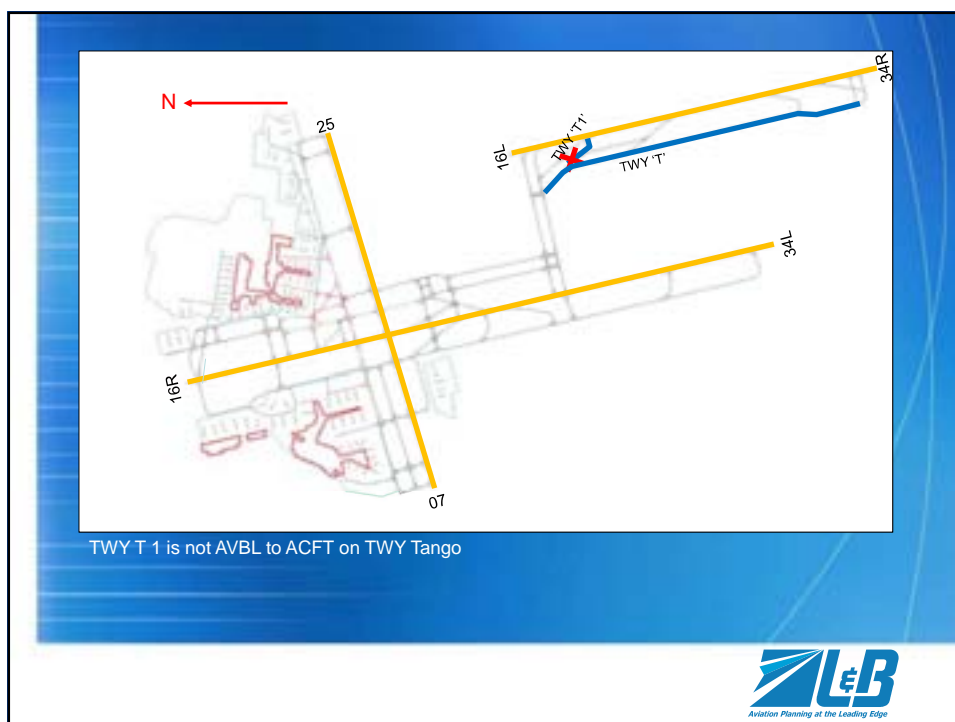 N
25
16L
TWY 'T1'
34R
TWY 'T'
34L
16R
07
TWY T 1 is not AVBL to ACFT on TWY Tango
L&B
Aviation Planning at the Leading Edge